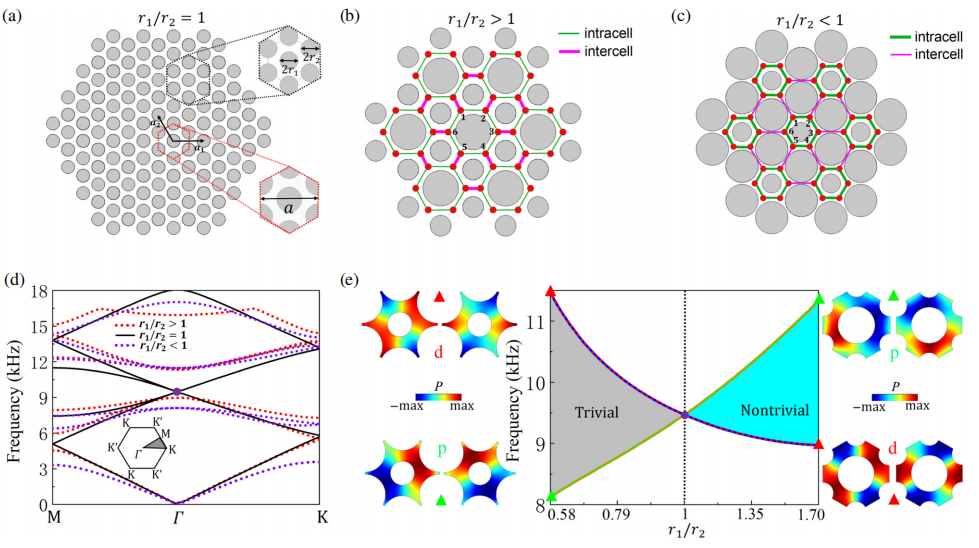 (a)
r₁/r₂ = 1
2r₁
2r₂
a₂
a₁
a
(b)
r₁/r₂ > 1
intracell
intercell
1
2
6
3
5
4
(c)
r₁/r₂ < 1
intracell
intercell
1
2
6
3
5
4
(d)
Frequency (kHz)
18
15
12
9
6
3
0
r₁/r₂ > 1
r₁/r₂ = 1
r₁/r₂ < 1
K
K'
K'
M
Γ
K
K
K'
M
Γ
K
(e)
d
P
−max
max
p
Frequency (kHz)
11
10
9
8
Trivial
Nontrivial
0.58
0.79
1
1.35
1.70
r₁/r₂
p
P
−max
max
d